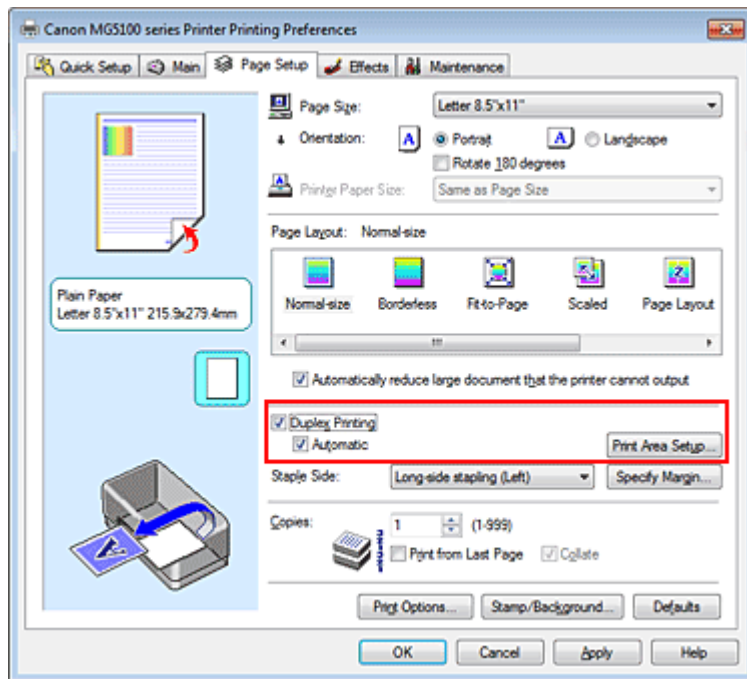 Canon MG5100 series Printer Printing Preferences
Quick Setup Main Page Setup Effects Maintenance
Page Size: Letter 8.5"x11"
Orientation: A Portrait A Landscape
Rotate 180 degrees
Printer Paper Size: Same as Page Size
Page Layout: Normal-size
Normal-size Borderless Fit-to-Page Scaled Page Layout
Plain Paper
Letter 8.5"x11" 215.9x279.4mm
Automatically reduce large document that the printer cannot output
Duplex Printing
Automatic Print Area Setup...
Staple Side: Long-side stapling (Left) Specify Margin...
Copies: 1 (1-999)
Print from Last Page Collate
Print Options... Stamp/Background... Defaults
OK Cancel Apply Help